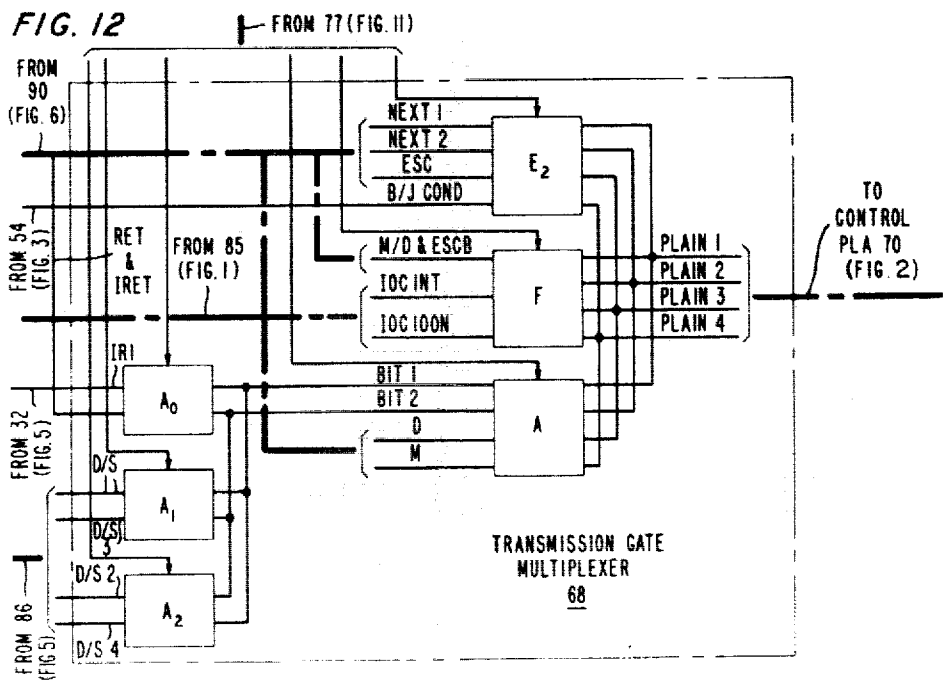 FIG. 12
FROM 77 (FIG. 11)
FROM
90
(FIG. 6)
NEXT 1
NEXT 2
ESC
B/J COND
E2
TO
CONTROL
PLA 70
(FIG. 2)
FROM 54
(FIG. 3)
RET
&
IRET
FROM 85
(FIG. 1)
M/D & ESCB
IOC INT
IOC IOON
F
PLAIN 1
PLAIN 2
PLAIN 3
PLAIN 4
IR1
A0
BIT 1
BIT 2
D
M
A
FROM 32
(FIG. 5)
D/S
D/S
3
A1
D/S 2
D/S 4
A2
FROM 86
(FIG 5)
TRANSMISSION GATE
MULTIPLEXER
68